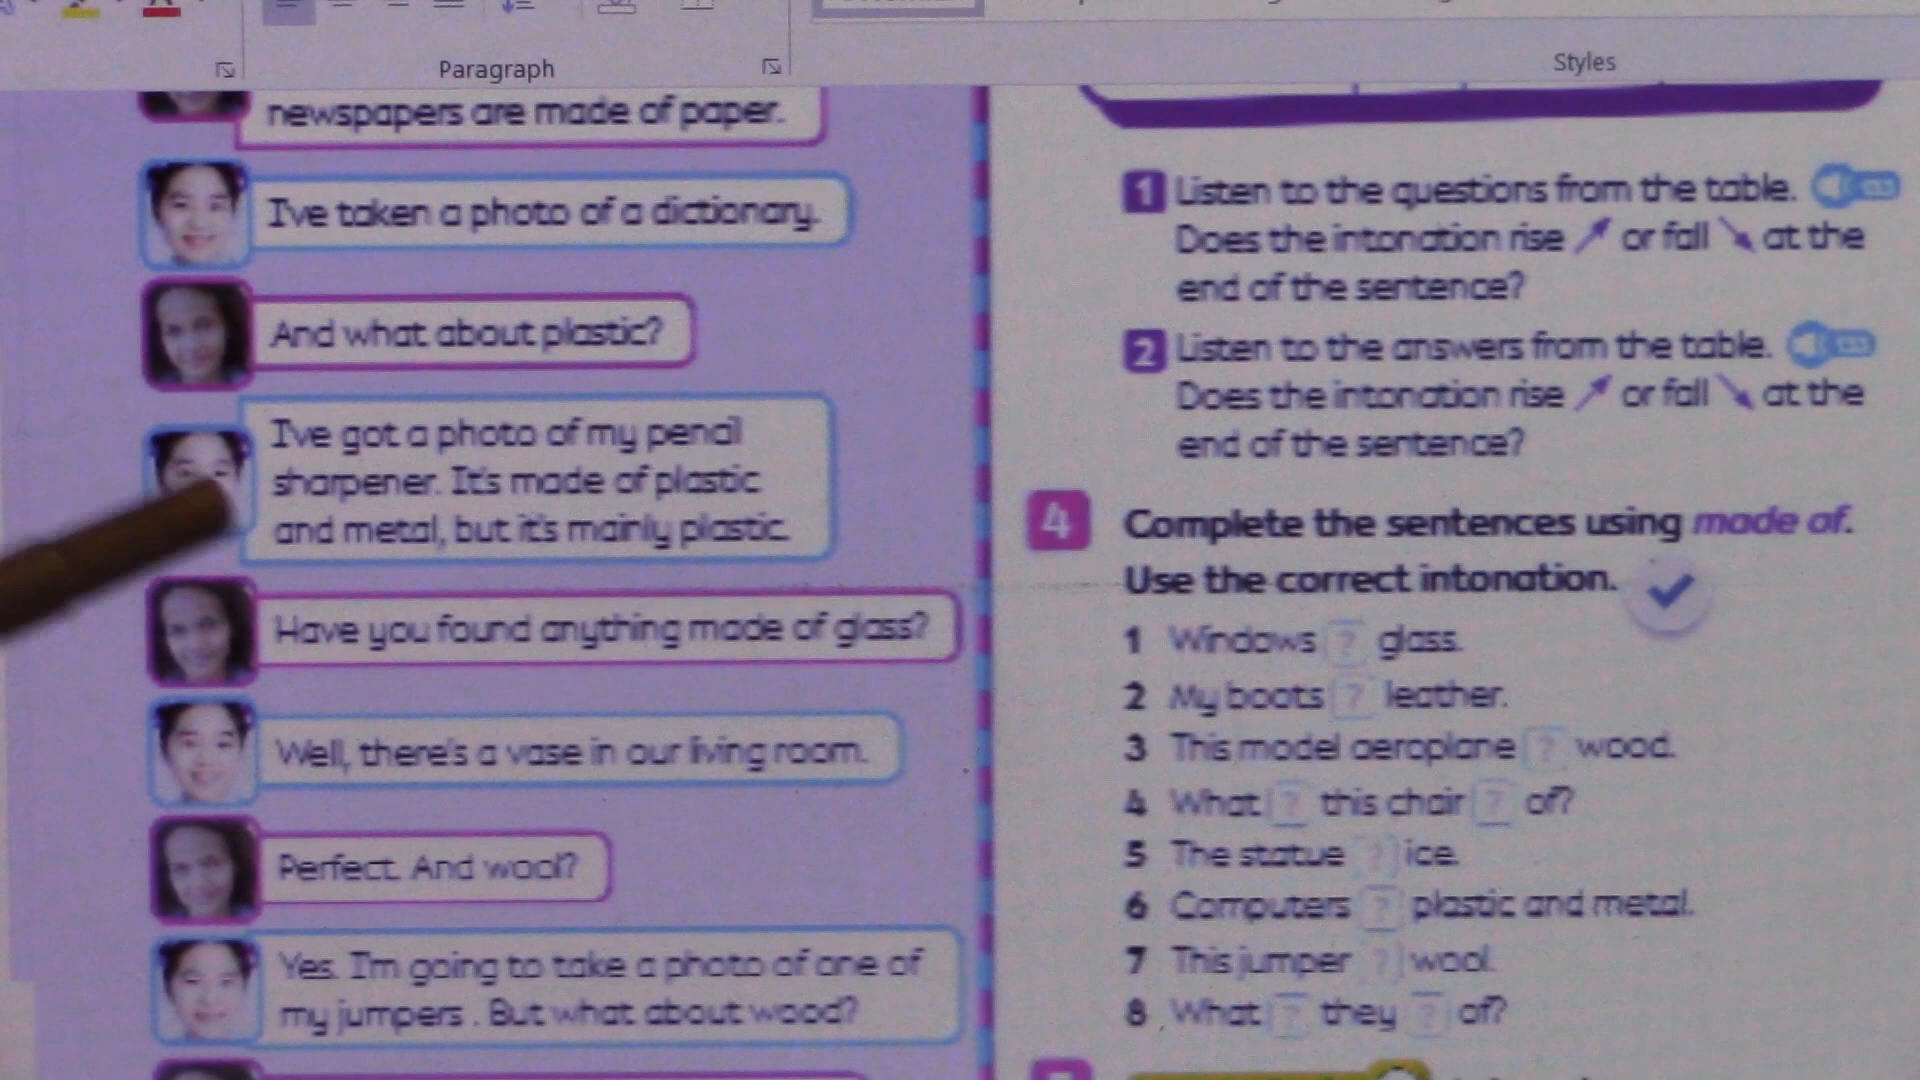 Paragraph
Styles
newspapers are made of paper.
I've taken a photo of a dictionary.
And what about plastic?
I've got a photo of my pencil
sharpener. It's made of plastic
and metal, but it's mainly plastic.
Have you found anything made of glass?
Well, there's a vase in our living room.
Perfect. And wool?
Yes. I'm going to take a photo of one of
my jumpers . But what about wood?
1 Listen to the questions from the table.
Does the intonation rise ↗ or fall ↘ at the
end of the sentence?
2 Listen to the answers from the table.
Does the intonation rise ↗ or fall ↘ at the
end of the sentence?
4 Complete the sentences using made of.
Use the correct intonation.
1 Windows ? glass.
2 My boots ? leather.
3 This model aeroplane ? wood.
4 What ? this chair ? of?
5 The statue ? ice.
6 Computers ? plastic and metal.
7 This jumper ? wool.
8 What ? they ? of?